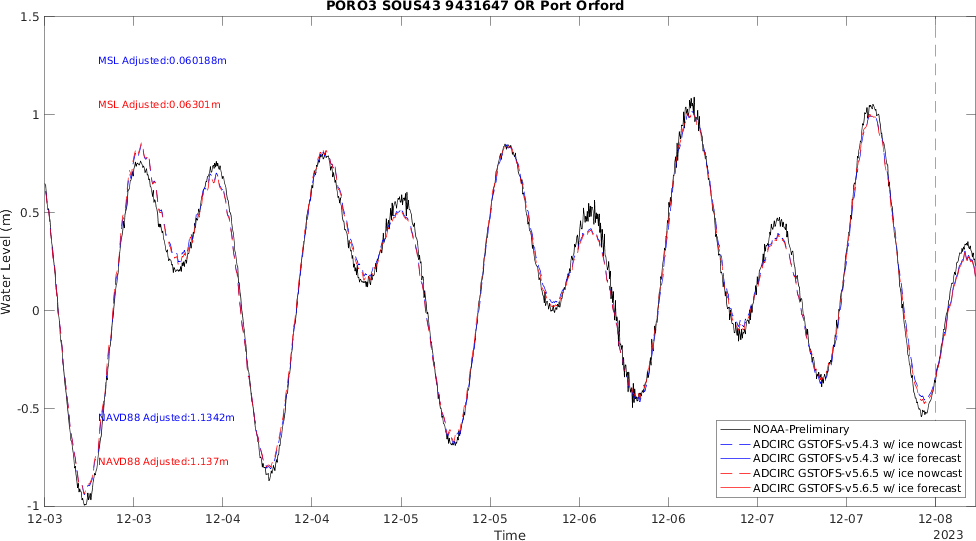 PORO3 SOUS43 9431647 OR Port Orford
1.5
MSL Adjusted:0.060188m
MSL Adjusted:0.06301m
1
0.5
Water Level (m)
0
-0.5
NAVD88 Adjusted:1.1342m
NAVD88 Adjusted:1.137m
-1
NOAA-Preliminary
ADCIRC GSTOFS-v5.4.3 w/ ice nowcast
ADCIRC GSTOFS-v5.4.3 w/ ice forecast
ADCIRC GSTOFS-v5.6.5 w/ ice nowcast
ADCIRC GSTOFS-v5.6.5 w/ ice forecast
12-03 12-03 12-04 12-04 12-05 12-05 12-06 12-06 12-07 12-07 12-08
Time 2023